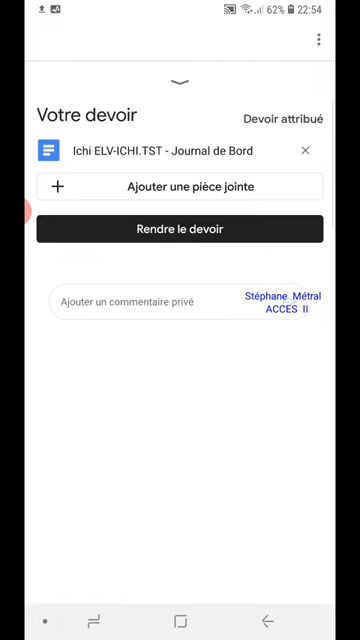 62% 22:54
Votre devoir
Devoir attribué
Ichi ELV-ICHI.TST - Journal de Bord
Ajouter une pièce jointe
Rendre le devoir
Ajouter un commentaire privé
Stéphane Métral
ACCES II